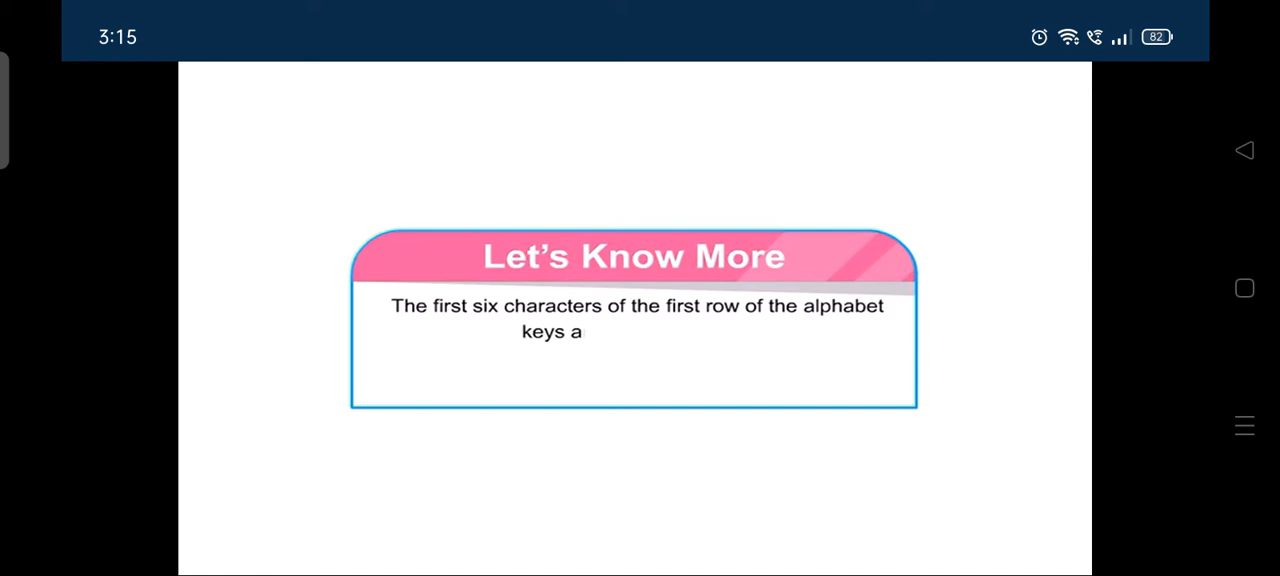 3:15
82
Let's Know More
The first six characters of the first row of the alphabet
keys a